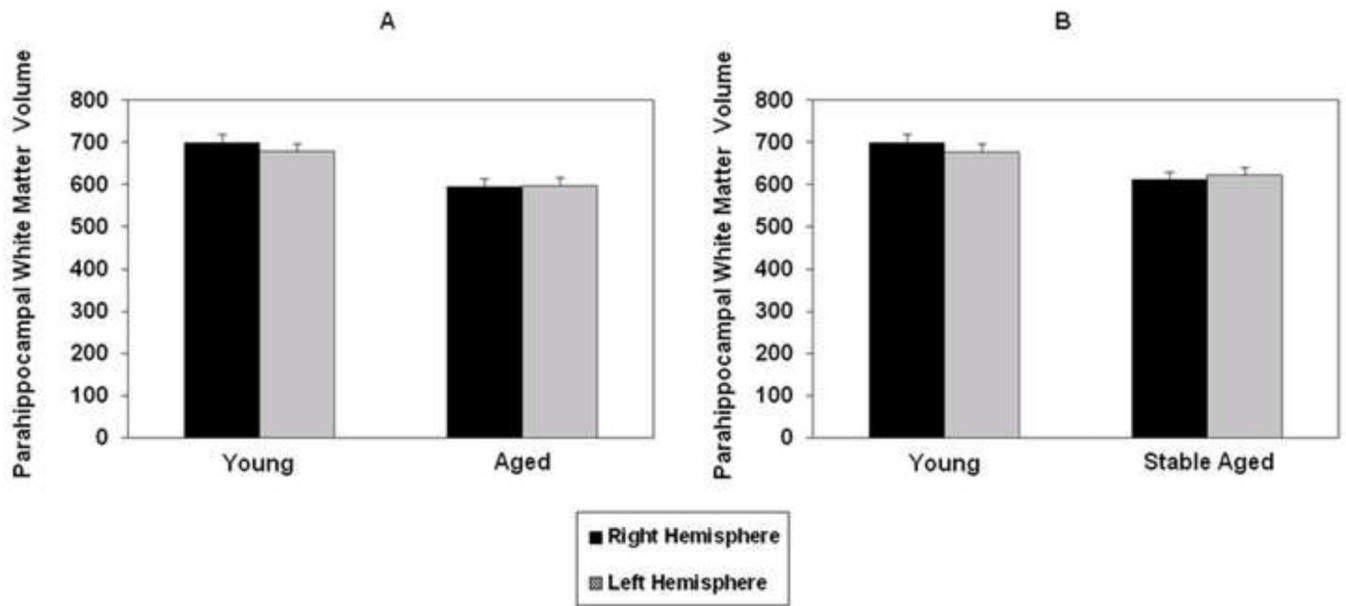 A
Parahippocampal White Matter Volume
800
700
600
500
400
300
200
100
0
Young
Aged
B
Parahippocampal White Matter Volume
800
700
600
500
400
300
200
100
0
Young
Stable Aged
Right Hemisphere
Left Hemisphere